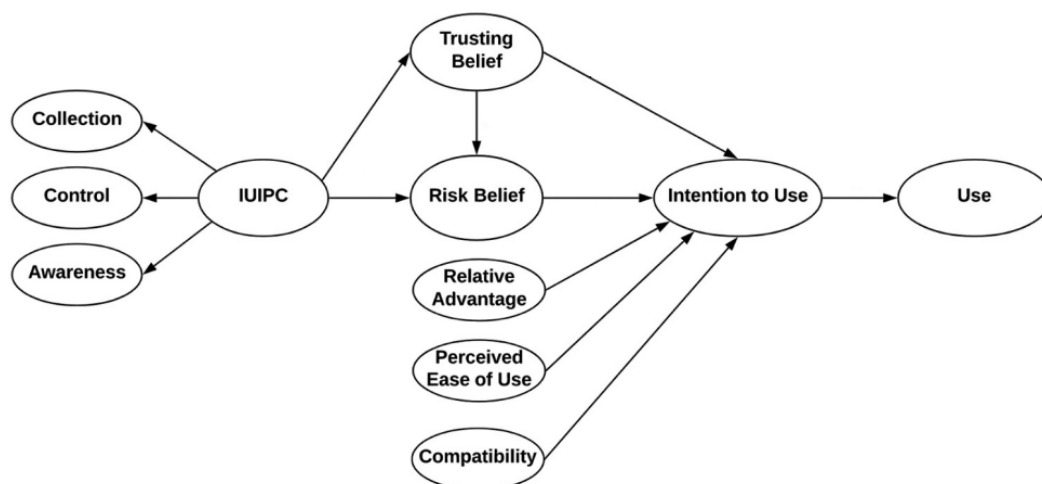 Trusting
Belief
Collection
Control
IUIPC
Risk Belief
Intention to Use
Use
Awareness
Relative
Advantage
Perceived
Ease of Use
Compatibility